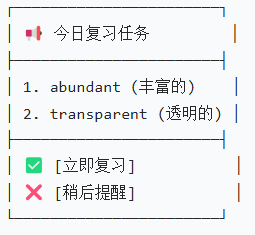 📢 今日复习任务
1. abundant (丰富的)
2. transparent (透明的)
✅ [立即复习]
❌ [稍后提醒]